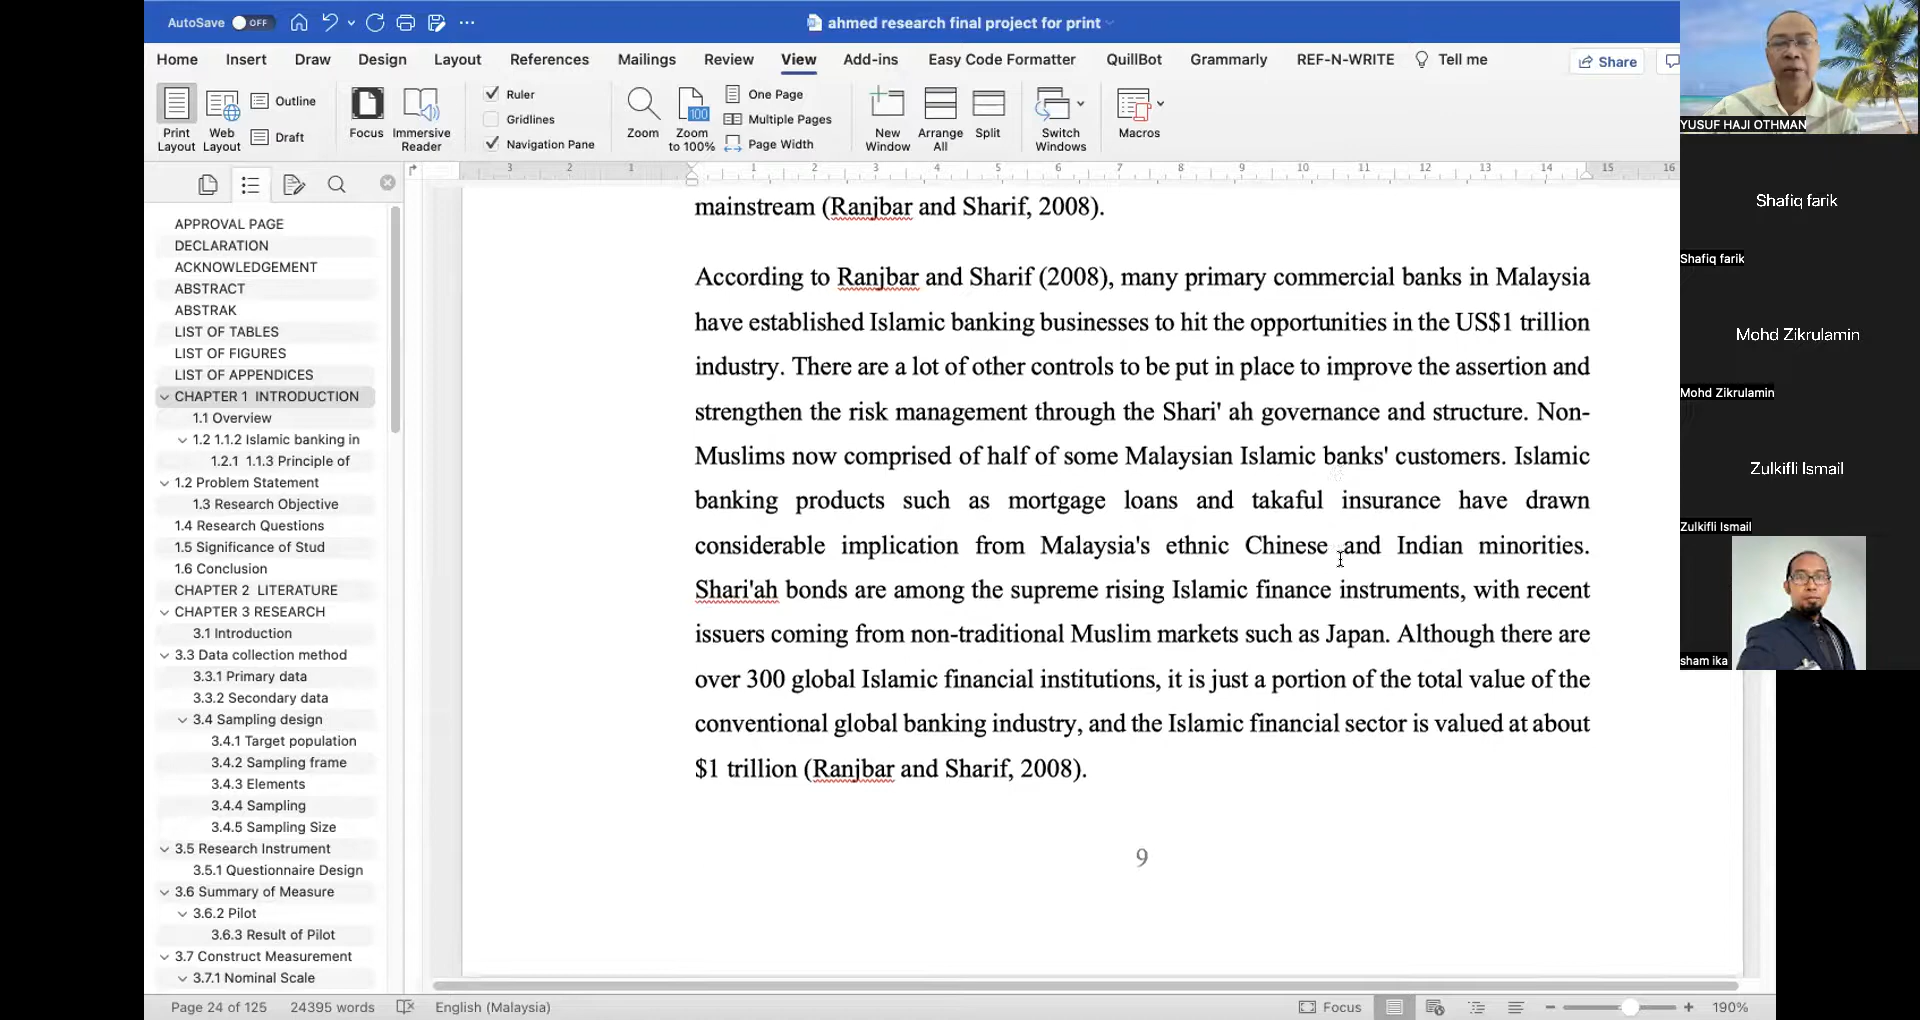 AutoSave OFF
ahmed research final project for print
Home Insert Draw Design Layout References Mailings Review View Add-ins Easy Code Formatter QuillBot Grammarly REF-N-WRITE Tell me Share
Print Layout
Web Layout
Outline
Draft
Focus
Immersive Reader
Ruler
Gridlines
Navigation Pane
Zoom
100
Zoom to 100%
One Page
Multiple Pages
Page Width
New Window
Arrange All
Split
Switch Windows
Macros
3 2 1 1 2 3 4 5 6 7 8 9 10 11 12 13 14 15 16
APPROVAL PAGE
DECLARATION
ACKNOWLEDGEMENT
ABSTRACT
ABSTRAK
LIST OF TABLES
LIST OF FIGURES
LIST OF APPENDICES
CHAPTER 1 INTRODUCTION
1.1 Overview
1.2 1.1.2 Islamic banking in
1.2.1 1.1.3 Principle of
1.2 Problem Statement
1.3 Research Objective
1.4 Research Questions
1.5 Significance of Stud
1.6 Conclusion
CHAPTER 2 LITERATURE
CHAPTER 3 RESEARCH
3.1 Introduction
3.3 Data collection method
3.3.1 Primary data
3.3.2 Secondary data
3.4 Sampling design
3.4.1 Target population
3.4.2 Sampling frame
3.4.3 Elements
3.4.4 Sampling
3.4.5 Sampling Size
3.5 Research Instrument
3.5.1 Questionnaire Design
3.6 Summary of Measure
3.6.2 Pilot
3.6.3 Result of Pilot
3.7 Construct Measurement
3.7.1 Nominal Scale
mainstream (Ranjbar and Sharif, 2008).
According to Ranjbar and Sharif (2008), many primary commercial banks in Malaysia
have established Islamic banking businesses to hit the opportunities in the US$1 trillion
industry. There are a lot of other controls to be put in place to improve the assertion and
strengthen the risk management through the Shari' ah governance and structure. Non-
Muslims now comprised of half of some Malaysian Islamic banks' customers. Islamic
banking products such as mortgage loans and takaful insurance have drawn
considerable implication from Malaysia's ethnic Chinese and Indian minorities.
Shari'ah bonds are among the supreme rising Islamic finance instruments, with recent
issuers coming from non-traditional Muslim markets such as Japan. Although there are
over 300 global Islamic financial institutions, it is just a portion of the total value of the
conventional global banking industry, and the Islamic financial sector is valued at about
$1 trillion (Ranjbar and Sharif, 2008).
9
Page 24 of 125 24395 words English (Malaysia) Focus 190%
YUSUF HAJI OTHMAN
Shafiq farik
Shafiq farik
Mohd Zikrulamin
Mohd Zikrulamin
Zulkifli Ismail
Zulkifli Ismail
sham ika